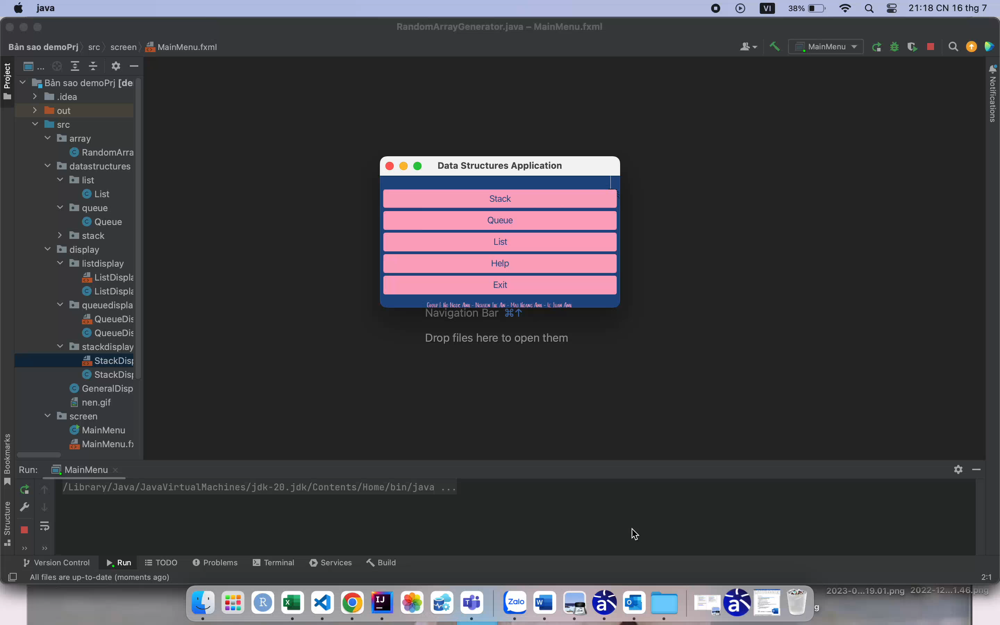 java
VI
38%
21:18 CN 16 thg 7
RandomArrayGenerator.java – MainMenu.fxml
Bản sao demoPrj
src
screen
MainMenu.fxml
MainMenu
Project
...
Bản sao demoPrj [de
.idea
out
src
array
RandomArra
datastructures
list
List
queue
Queue
stack
display
listdisplay
ListDispla
ListDispla
queuedispla
QueueDis
QueueDis
stackdisplay
StackDisp
StackDisp
GeneralDisp
nen.gif
screen
MainMenu
MainMenu.fx
Notifications
Data Structures Application
Stack
Queue
List
Help
Exit
Group 1: Ho Ngoc Anh - Nguyen The An - Mai Hoang Anh - Le Tuan Anh
Navigation Bar ⌘↑
Drop files here to open them
Bookmarks
Structure
Run:
MainMenu
/Library/Java/JavaVirtualMachines/jdk-20.jdk/Contents/Home/bin/java ...
Version Control
Run
TODO
Problems
Terminal
Services
Build
All files are up-to-date (moments ago)
2:1
2023-0...19.01.png
2022-12...1.46.png
R
X
IJ
T
Zalo
W
O
g